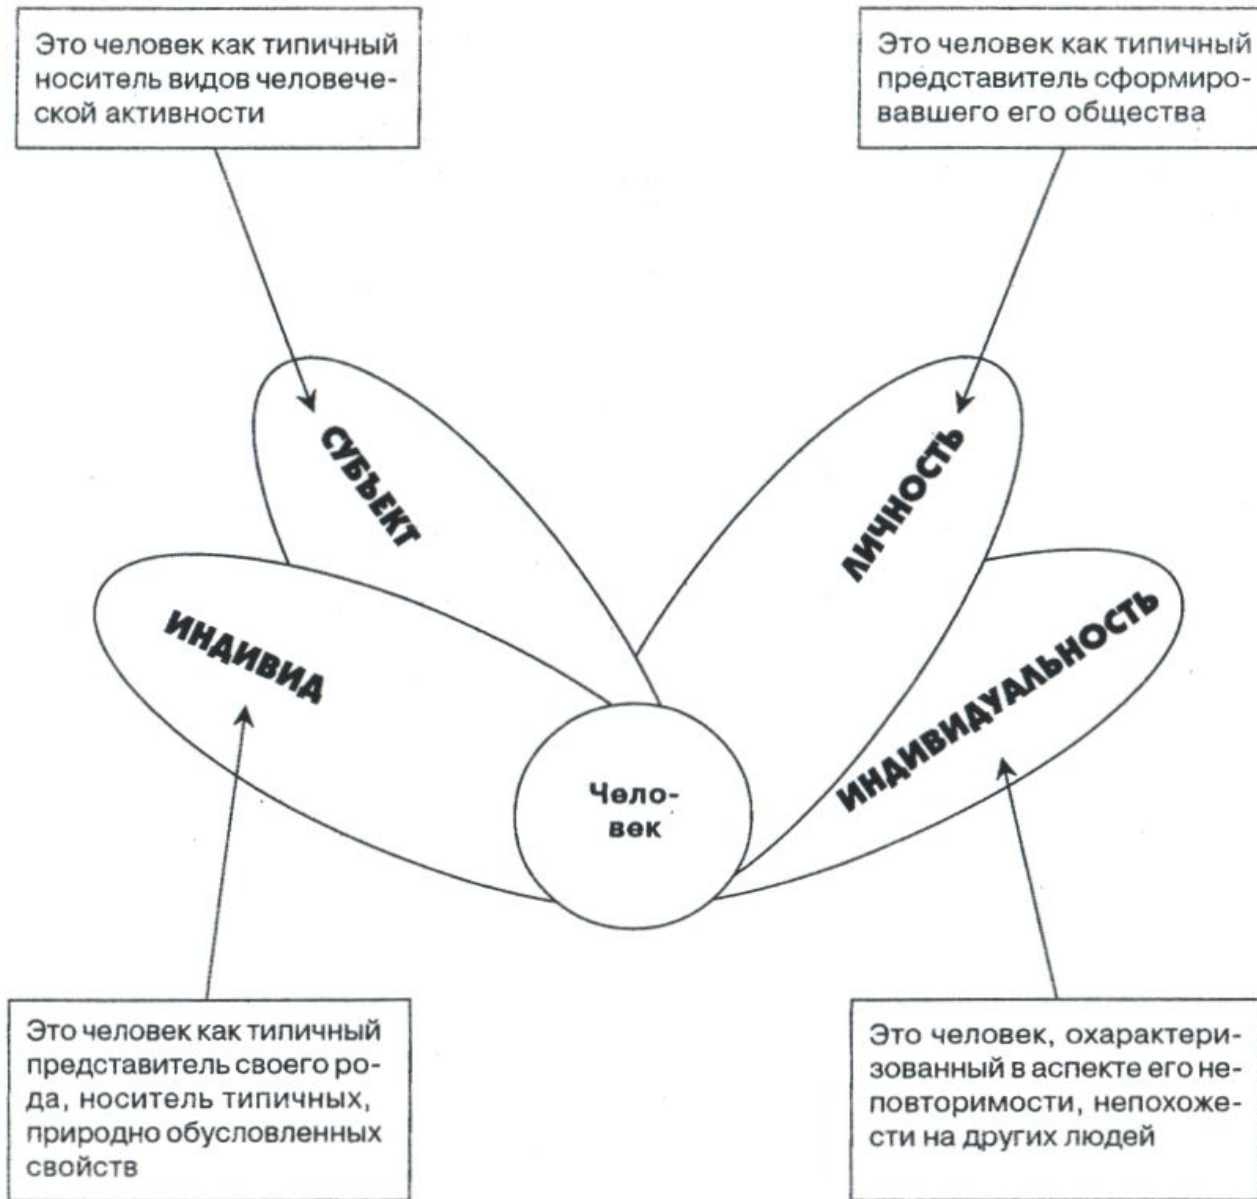 Это человек как типичный
носитель видов человече-
ской активности
Это человек как типичный
представитель сформиро-
вавшего его общества
СУБЪЕКТ
ЛИЧНОСТЬ
ИНДИВИД
ИНДИВИДУАЛЬНОСТЬ
Чело-
век
Это человек как типичный
представитель своего ро-
да, носитель типичных,
природно обусловленных
свойств
Это человек, охарактери-
зованный в аспекте его не-
повторимости, непохоже-
сти на других людей